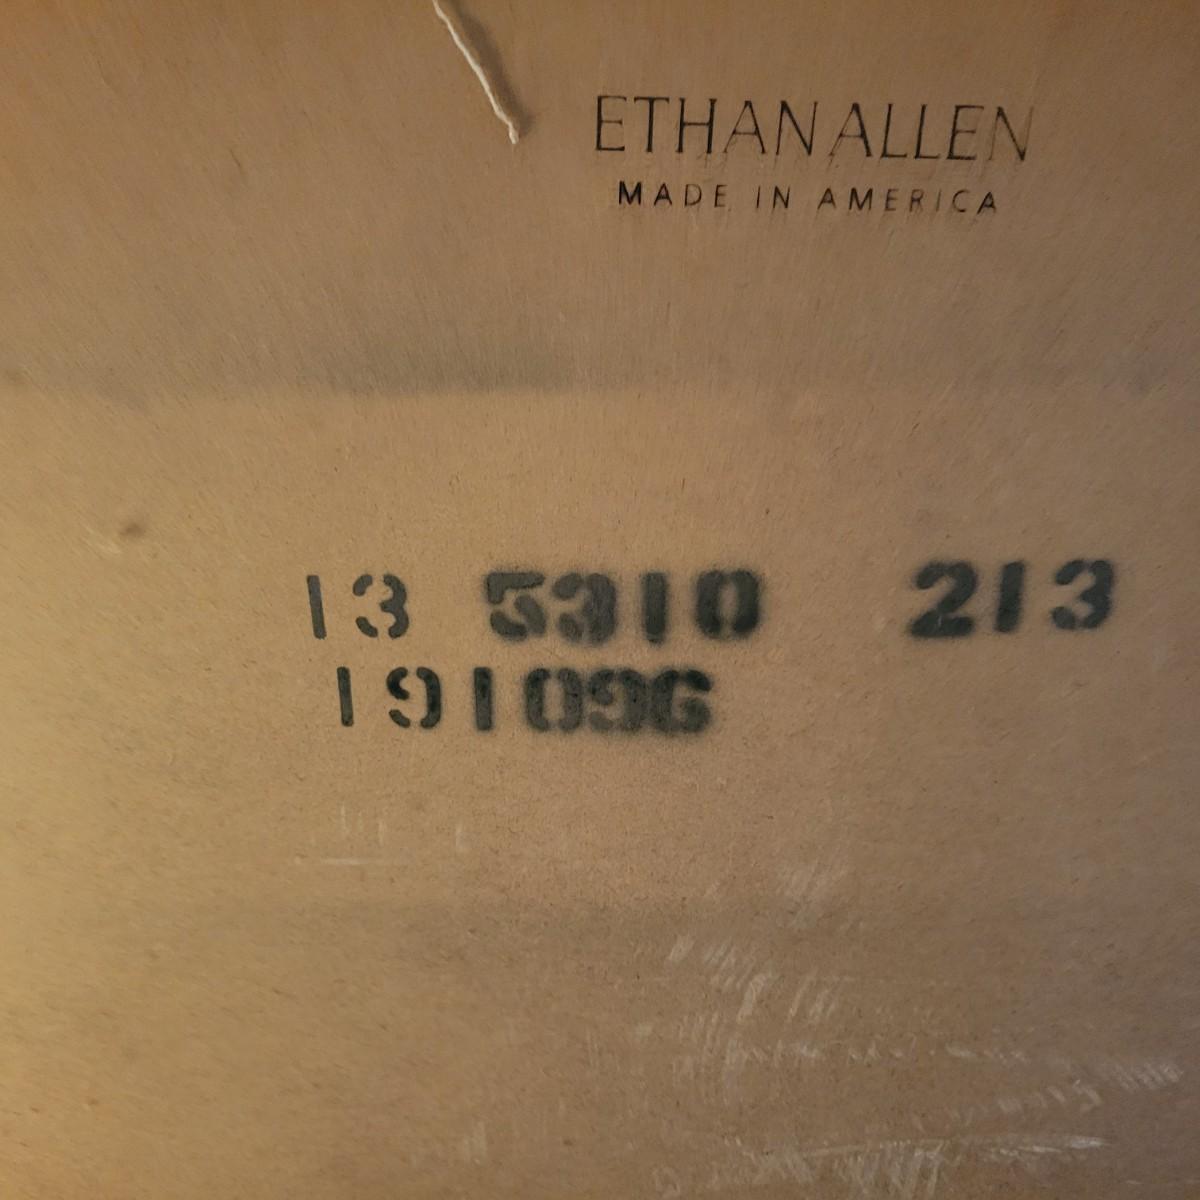 ETHAN ALLEN
MADE IN AMERICA
13 5310 213
191096